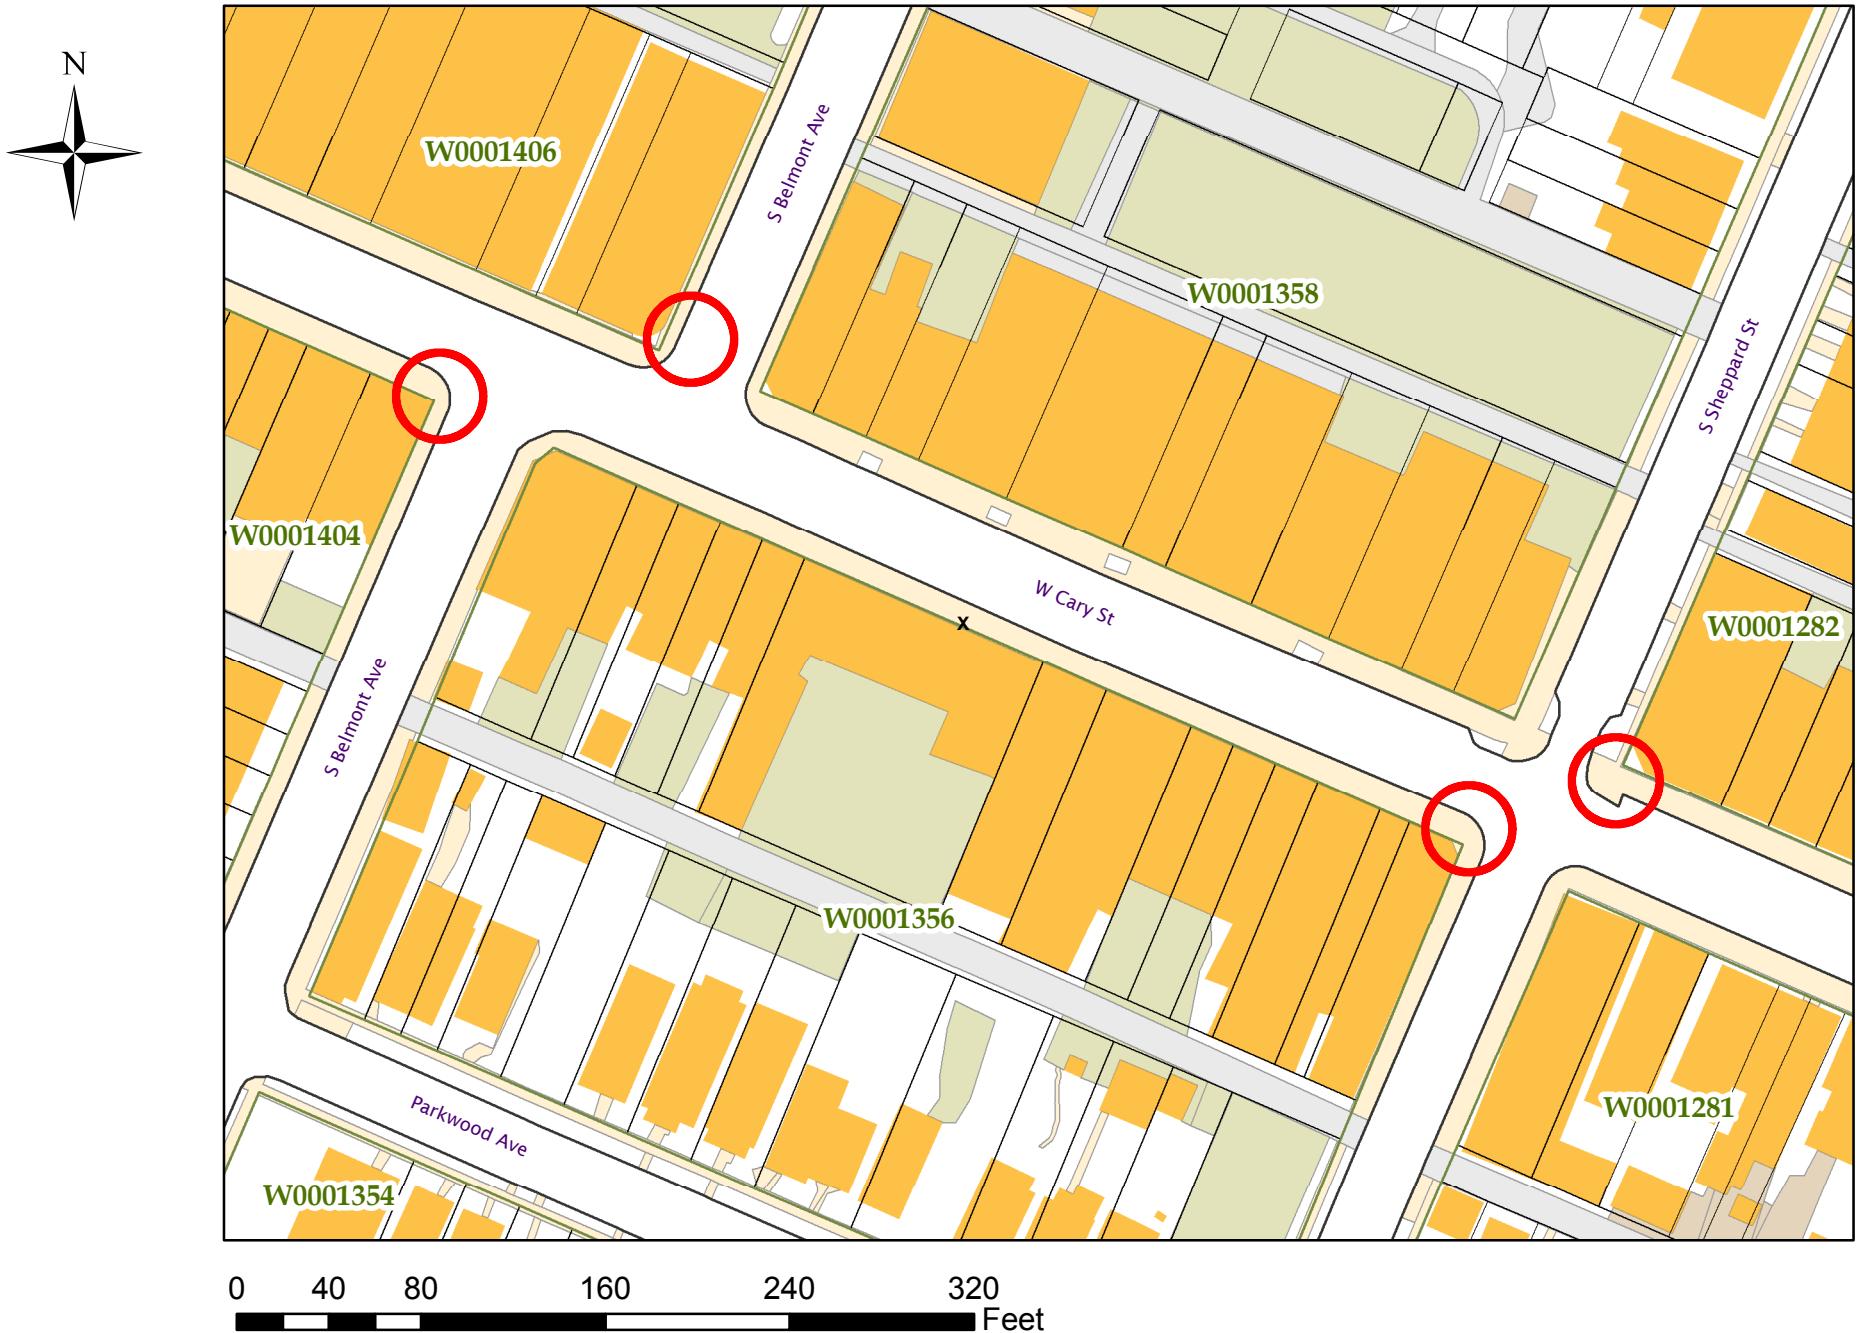 N
W0001406
S Belmont Ave
W0001358
S Sheppard St
W0001404
W Cary St
x
W0001282
S Belmont Ave
W0001356
W0001281
Parkwood Ave
W0001354
0 40 80 160 240 320
Feet